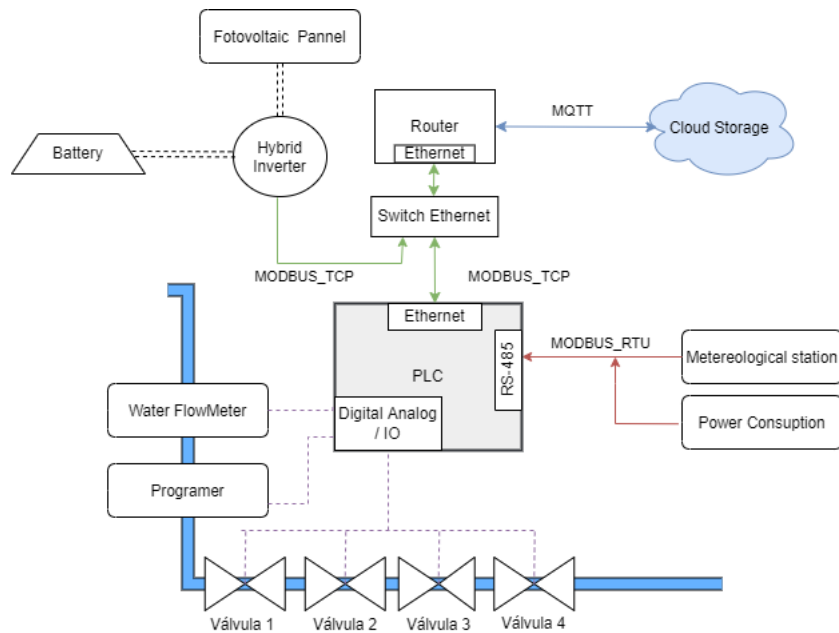 Fotovoltaic Pannel
Battery
Hybrid
Inverter
Router
Ethernet
MQTT
Cloud Storage
Switch Ethernet
MODBUS_TCP
MODBUS_TCP
Ethernet
PLC
RS-485
MODBUS_RTU
Metereological station
Power Consuption
Water FlowMeter
Digital Analog
/ IO
Programer
Válvula 1
Válvula 2
Válvula 3
Válvula 4